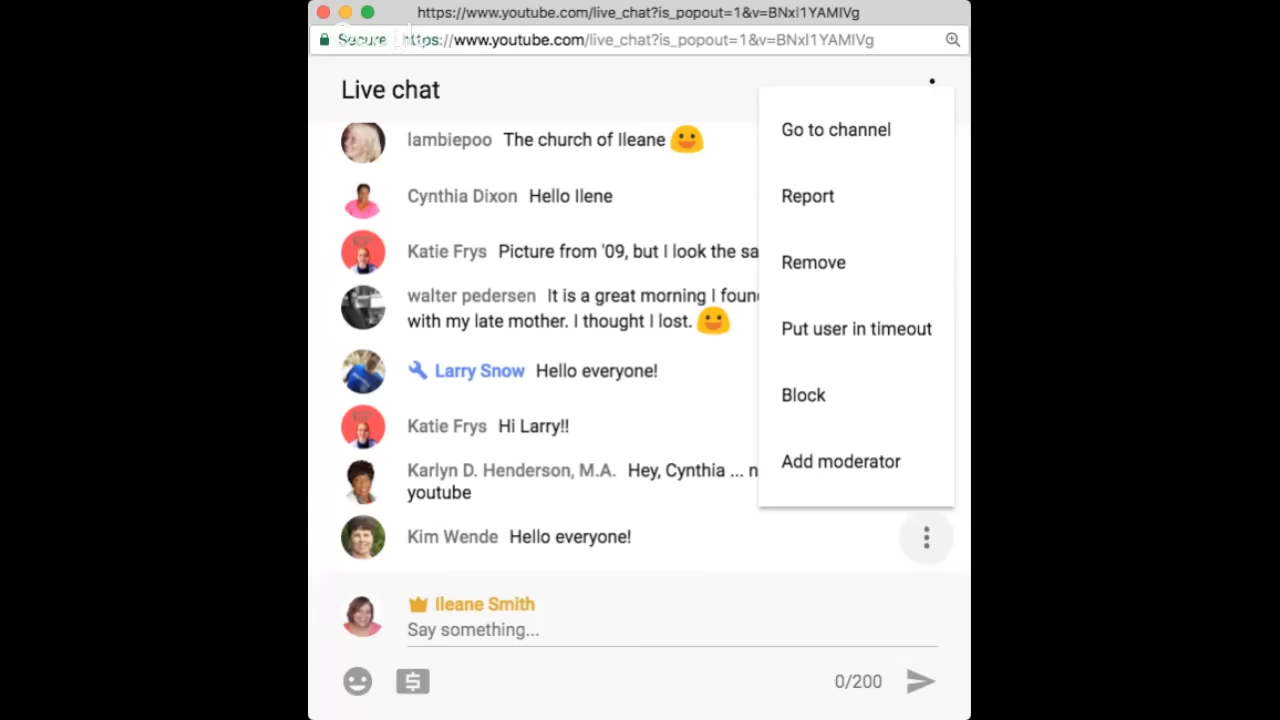 https://www.youtube.com/live_chat?is_popout=1&v=BNxI1YAMIVg
Secure https://www.youtube.com/live_chat?is_popout=1&v=BNxI1YAMIVg
Live chat
Go to channel
Report
Remove
Put user in timeout
Block
Add moderator
lambiepoo The church of Ileane
Cynthia Dixon Hello Ilene
Katie Frys Picture from '09, but I look the sa
walter pedersen It is a great morning I foun
with my late mother. I thought I lost.
Larry Snow Hello everyone!
Katie Frys Hi Larry!!
Karlyn D. Henderson, M.A. Hey, Cynthia ... n
youtube
Kim Wende Hello everyone!
Ileane Smith
Say something...
0/200